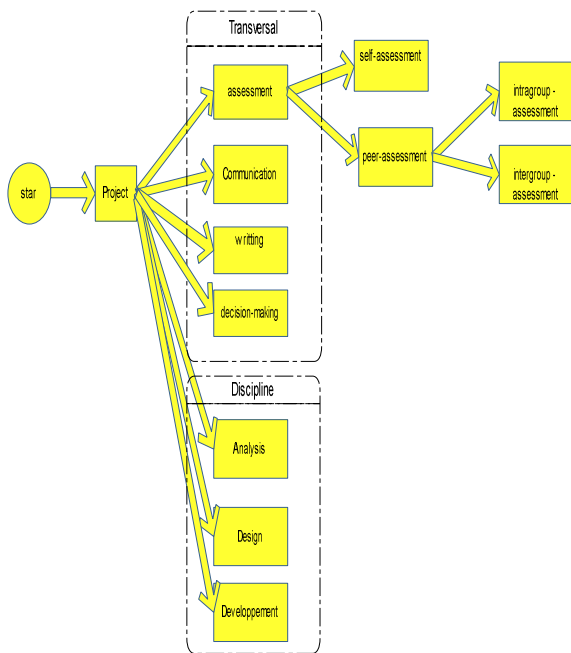 Transversal
self-assessment
assessment
intragroup -
assessment
peer-assessment
Communication
intergroup -
assessment
star
Project
writting
decision-making
Discipline
Analysis
Design
Developpement